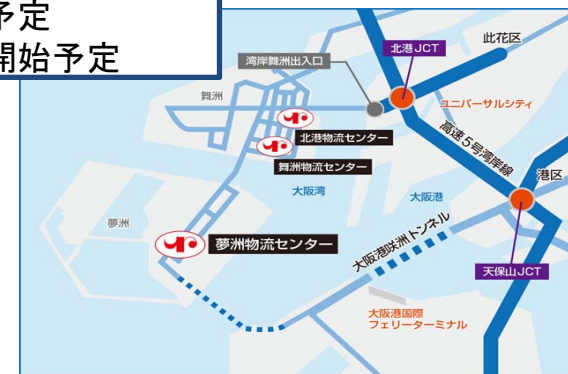 予定
開始予定
北港JCT
此花区
湾岸舞洲出入口
舞洲
ユニバーサルシティ
北港物流センター
高速5号湾岸線
舞洲物流センター
港区
大阪湾
大阪港
夢洲
夢洲物流センター
大阪港咲洲トンネル
天保山JCT
大阪港国際
フェリーターミナル